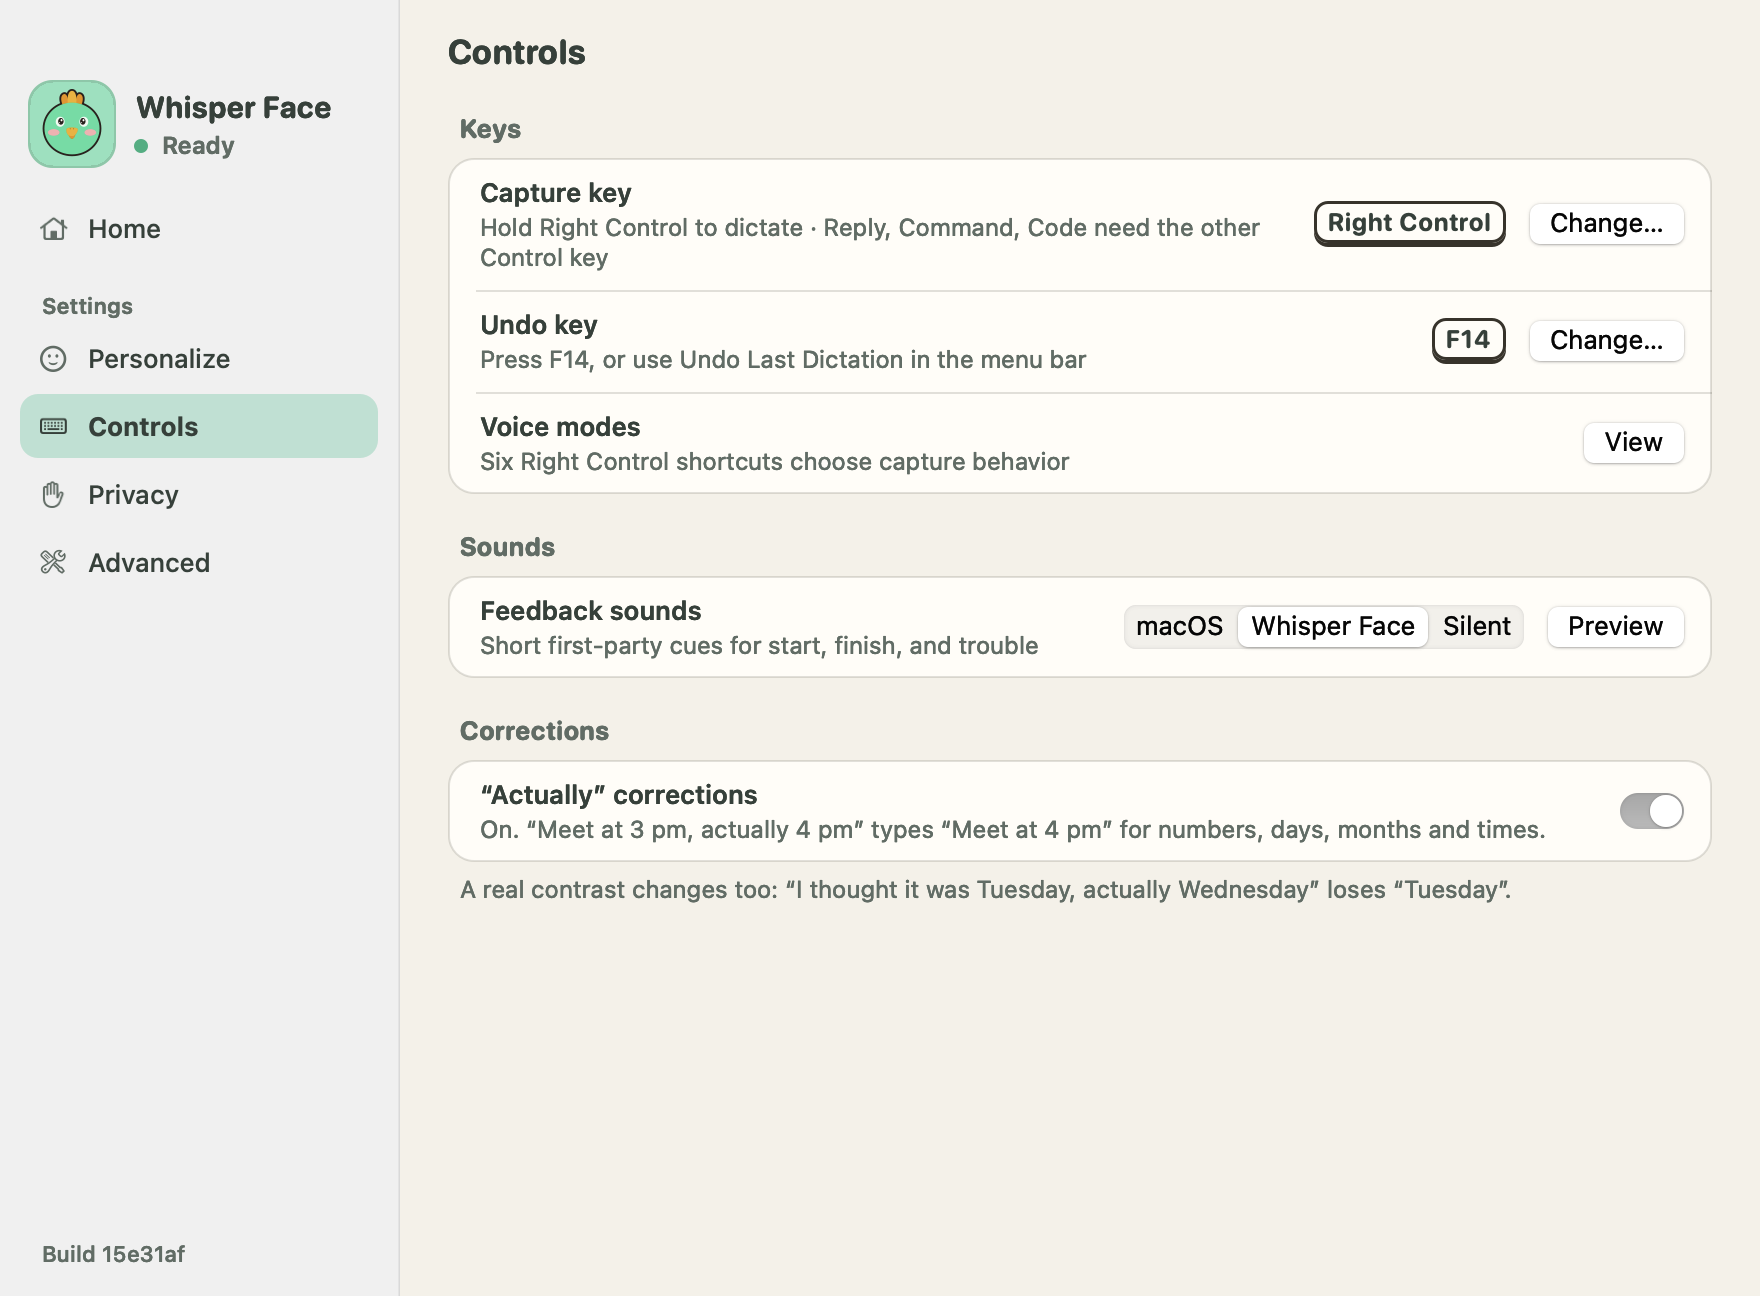 Whisper Face
Ready
Home
Settings
Personalize
Controls
Privacy
Advanced
Build 15e31af
Controls
Keys
Capture key
Hold Right Control to dictate · Reply, Command, Code need the other
Control key
Right Control
Change...
Undo key
Press F14, or use Undo Last Dictation in the menu bar
F14
Change...
Voice modes
Six Right Control shortcuts choose capture behavior
View
Sounds
Feedback sounds
Short first-party cues for start, finish, and trouble
macOS
Whisper Face
Silent
Preview
Corrections
“Actually” corrections
On. “Meet at 3 pm, actually 4 pm” types “Meet at 4 pm” for numbers, days, months and times.
A real contrast changes too: “I thought it was Tuesday, actually Wednesday” loses “Tuesday”.